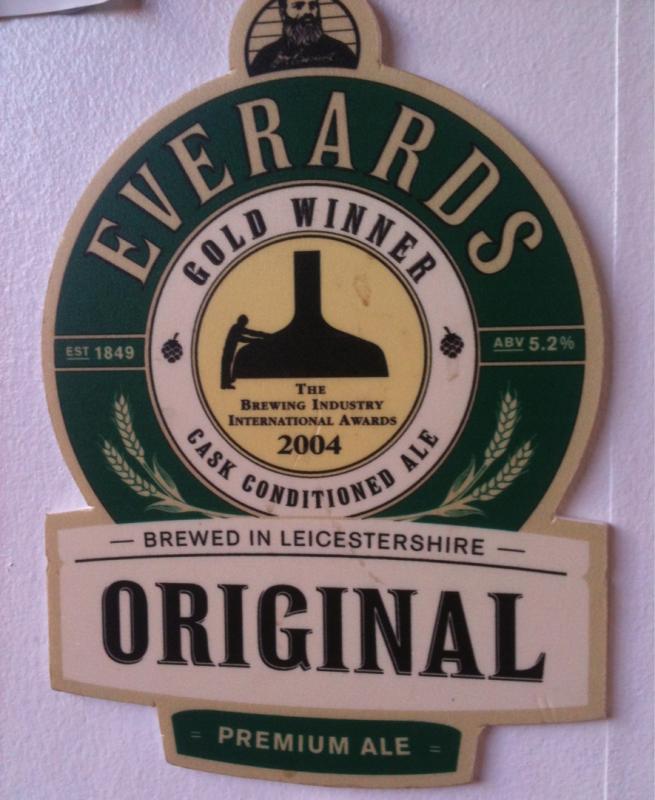 EVERARDS
GOLD WINNER
EST 1849
ABV 5.2%
THE
BREWING INDUSTRY
INTERNATIONAL AWARDS
2004
CASK CONDITIONED ALE
— BREWED IN LEICESTERSHIRE —
ORIGINAL
= PREMIUM ALE =